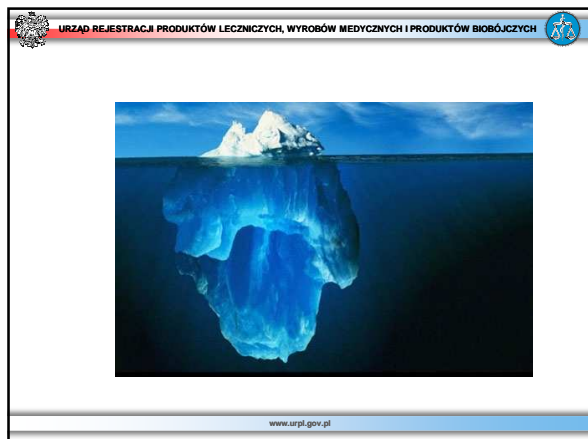 URZĄD REJESTRACJI PRODUKTÓW LECZNICZYCH, WYROBÓW MEDYCZNYCH I PRODUKTÓW BIOBÓJCZYCH
www.urpl.gov.pl